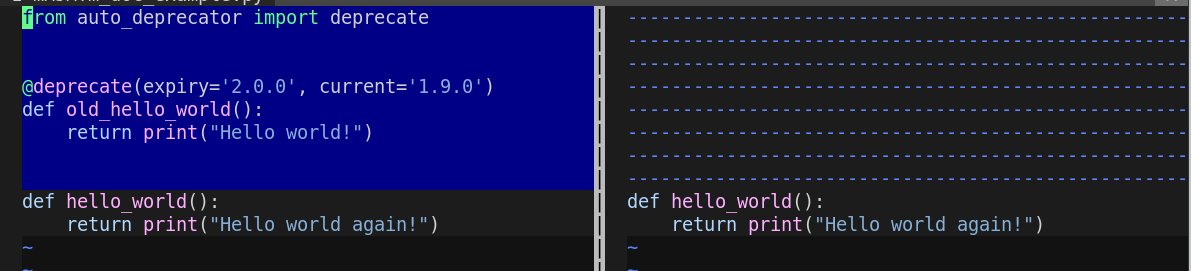 from auto_deprecator import deprecate
@deprecate(expiry='2.0.0', current='1.9.0')
def old_hello_world():
    return print("Hello world!")
def hello_world():
    return print("Hello world again!")
~
~
def hello_world():
    return print("Hello world again!")
~